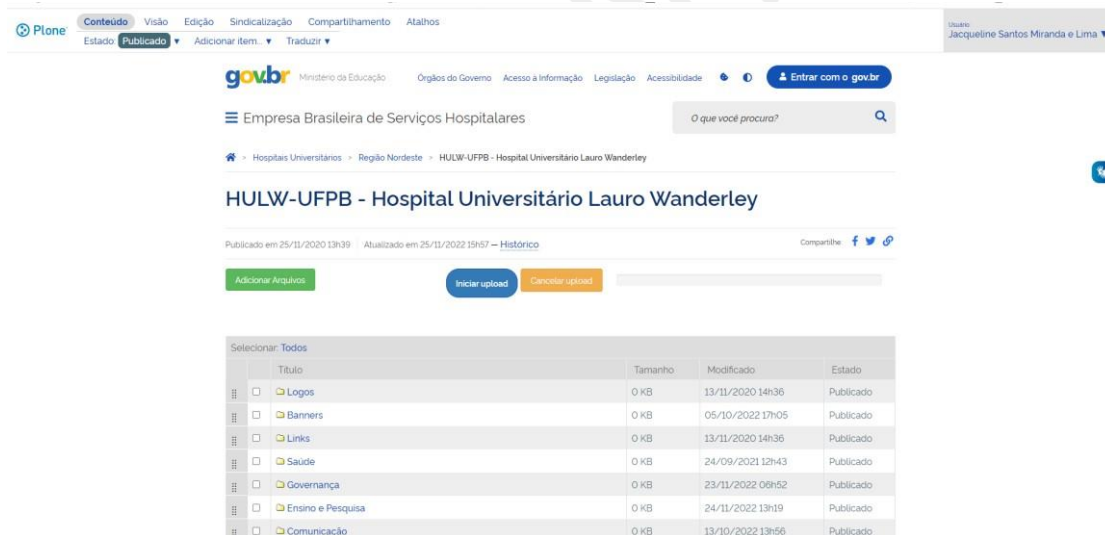 Plone
Conteúdo Visão Edição Sindicalização Compartilhamento Atalhos
Estado: Publicado ▼ Adicionar item... ▼ Traduzir ▼
Usuário
Jacqueline Santos Miranda e Lima ▼
gov.br Ministério da Educação Órgãos do Governo Acesso à Informação Legislação Acessibilidade Entrar com o gov.br
Empresa Brasileira de Serviços Hospitalares O que você procura?
> Hospitais Universitários > Região Nordeste > HULW-UFPB - Hospital Universitário Lauro Wanderley
HULW-UFPB - Hospital Universitário Lauro Wanderley
Publicado em 25/11/2020 13h39 Atualizado em 25/11/2022 15h57 — Histórico Compartilhe
Adicionar Arquivos Iniciar upload Cancelar upload
Selecionar: Todos
Título Tamanho Modificado Estado
Logos 0 KB 13/11/2020 14h36 Publicado
Banners 0 KB 05/10/2022 17h05 Publicado
Links 0 KB 13/11/2020 14h36 Publicado
Saúde 0 KB 24/09/2021 12h43 Publicado
Governança 0 KB 23/11/2022 06h52 Publicado
Ensino e Pesquisa 0 KB 24/11/2022 13h19 Publicado
Comunicação 0 KB 13/10/2022 13h56 Publicado